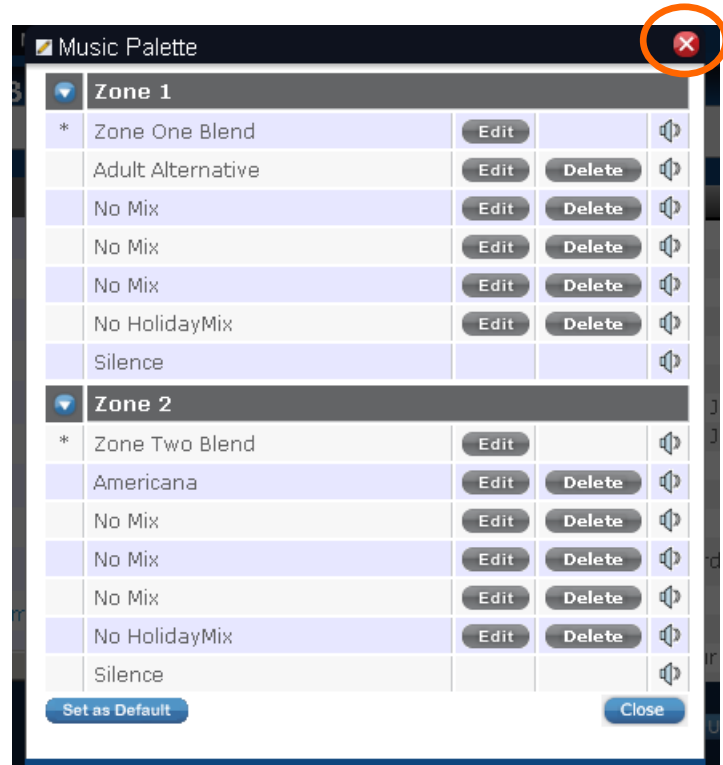 Music Palette
Zone 1
* Zone One Blend Edit
Adult Alternative Edit Delete
No Mix Edit Delete
No Mix Edit Delete
No Mix Edit Delete
No HolidayMix Edit Delete
Silence
Zone 2
* Zone Two Blend Edit
Americana Edit Delete
No Mix Edit Delete
No Mix Edit Delete
No Mix Edit Delete
No HolidayMix Edit Delete
Silence
Set as Default Close